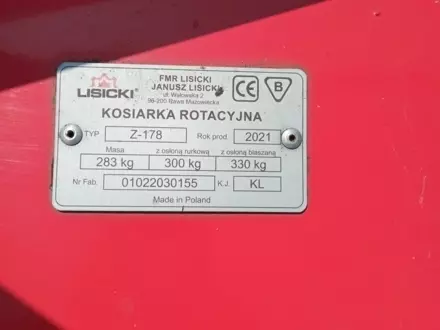 LISICKI
FMR LISICKI
JANUSZ LISICKI
ul. Wałowska 2
96-200 Rawa Mazowiecka
CE
B
KOSIARKA ROTACYJNA
TYP Z-178 Rok prod. 2021
Masa z osłoną rurkową z osłoną blaszaną
283 kg 300 kg 330 kg
Nr Fab. 01022030155 K.J. KL
Made in Poland